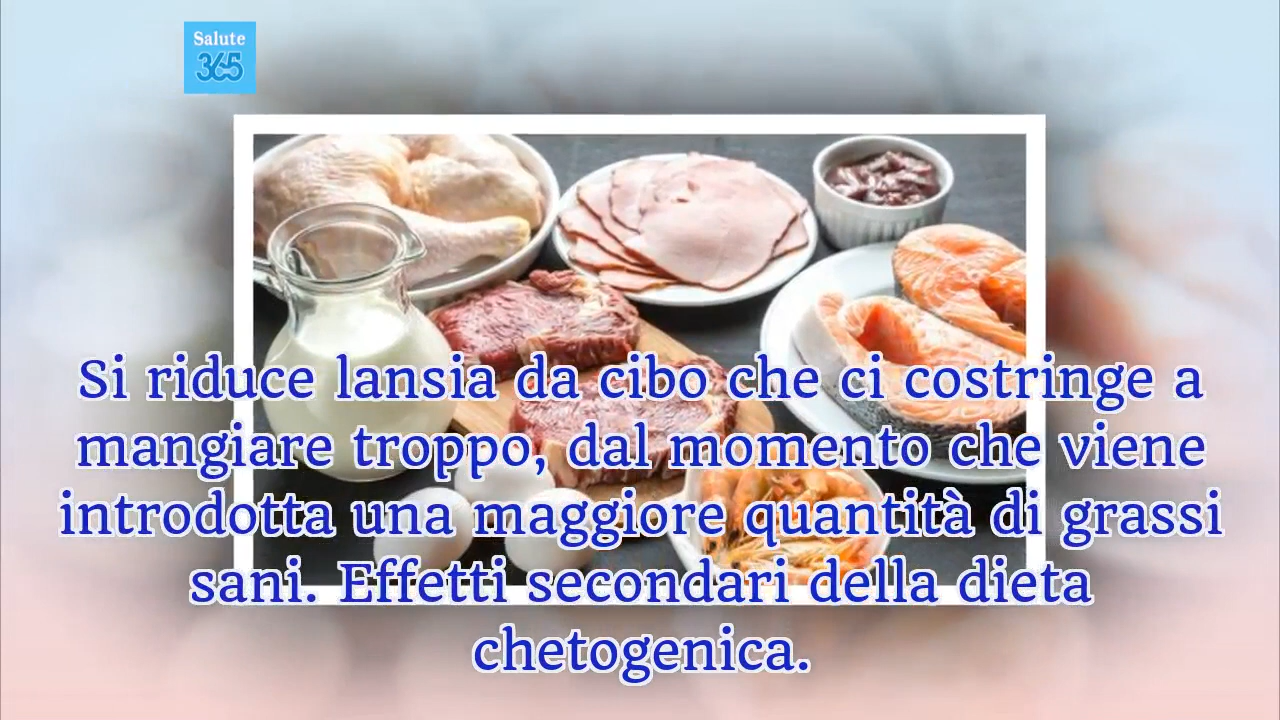 Salute
365
Si riduce lansia da cibo che ci costringe a
mangiare troppo, dal momento che viene
introdotta una maggiore quantità di grassi
sani. Effetti secondari della dieta
chetogenica.